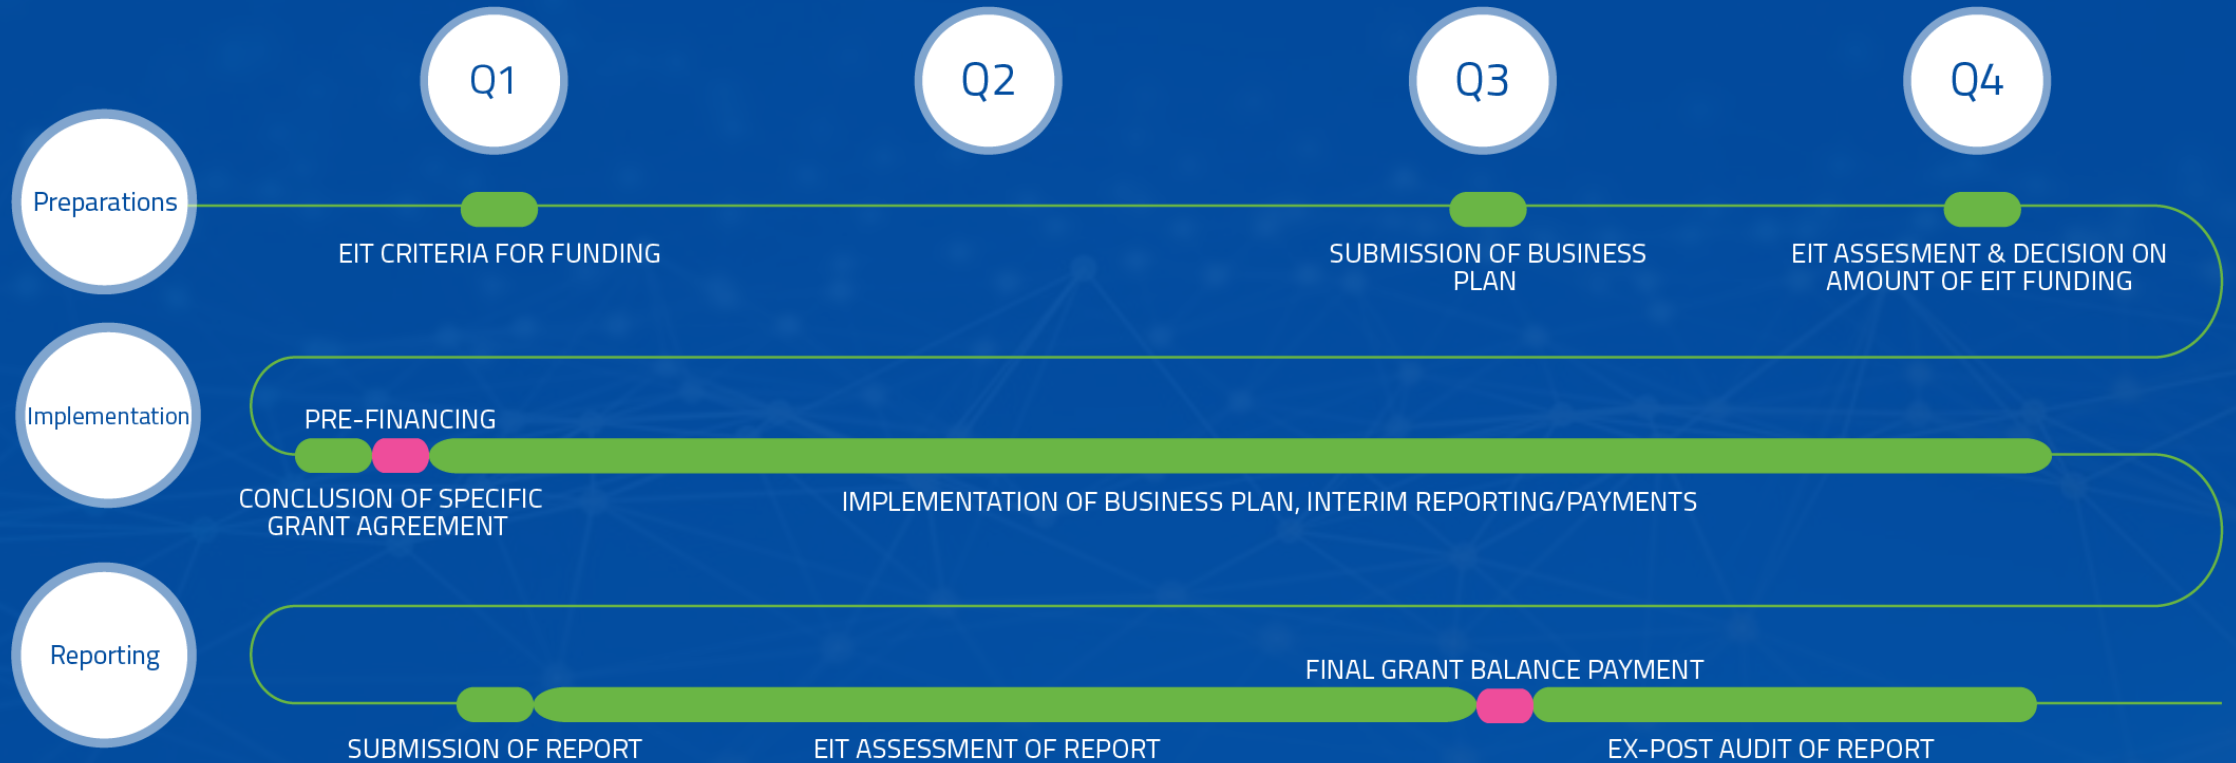 Q1
Q2
Q3
Q4
Preparations
EIT CRITERIA FOR FUNDING
SUBMISSION OF BUSINESS
PLAN
EIT ASSESMENT & DECISION ON
AMOUNT OF EIT FUNDING
Implementation
PRE-FINANCING
CONCLUSION OF SPECIFIC
GRANT AGREEMENT
IMPLEMENTATION OF BUSINESS PLAN, INTERIM REPORTING/PAYMENTS
Reporting
FINAL GRANT BALANCE PAYMENT
SUBMISSION OF REPORT
EIT ASSESSMENT OF REPORT
EX-POST AUDIT OF REPORT